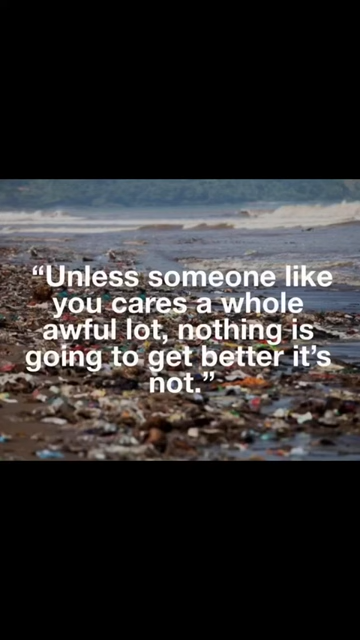 “Unless someone like
you cares a whole
awful lot, nothing is
going to get better it’s
not.”